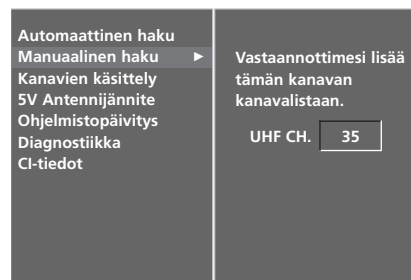 Automaattinen haku
Manuaalinen haku ►
Kanavien käsittely
5V Antennijännite
Ohjelmistopäivitys
Diagnostiikka
CI-tiedot
Vastaannottimesi lisää
tämän kanavan
kanavalistaan.
UHF CH. 35